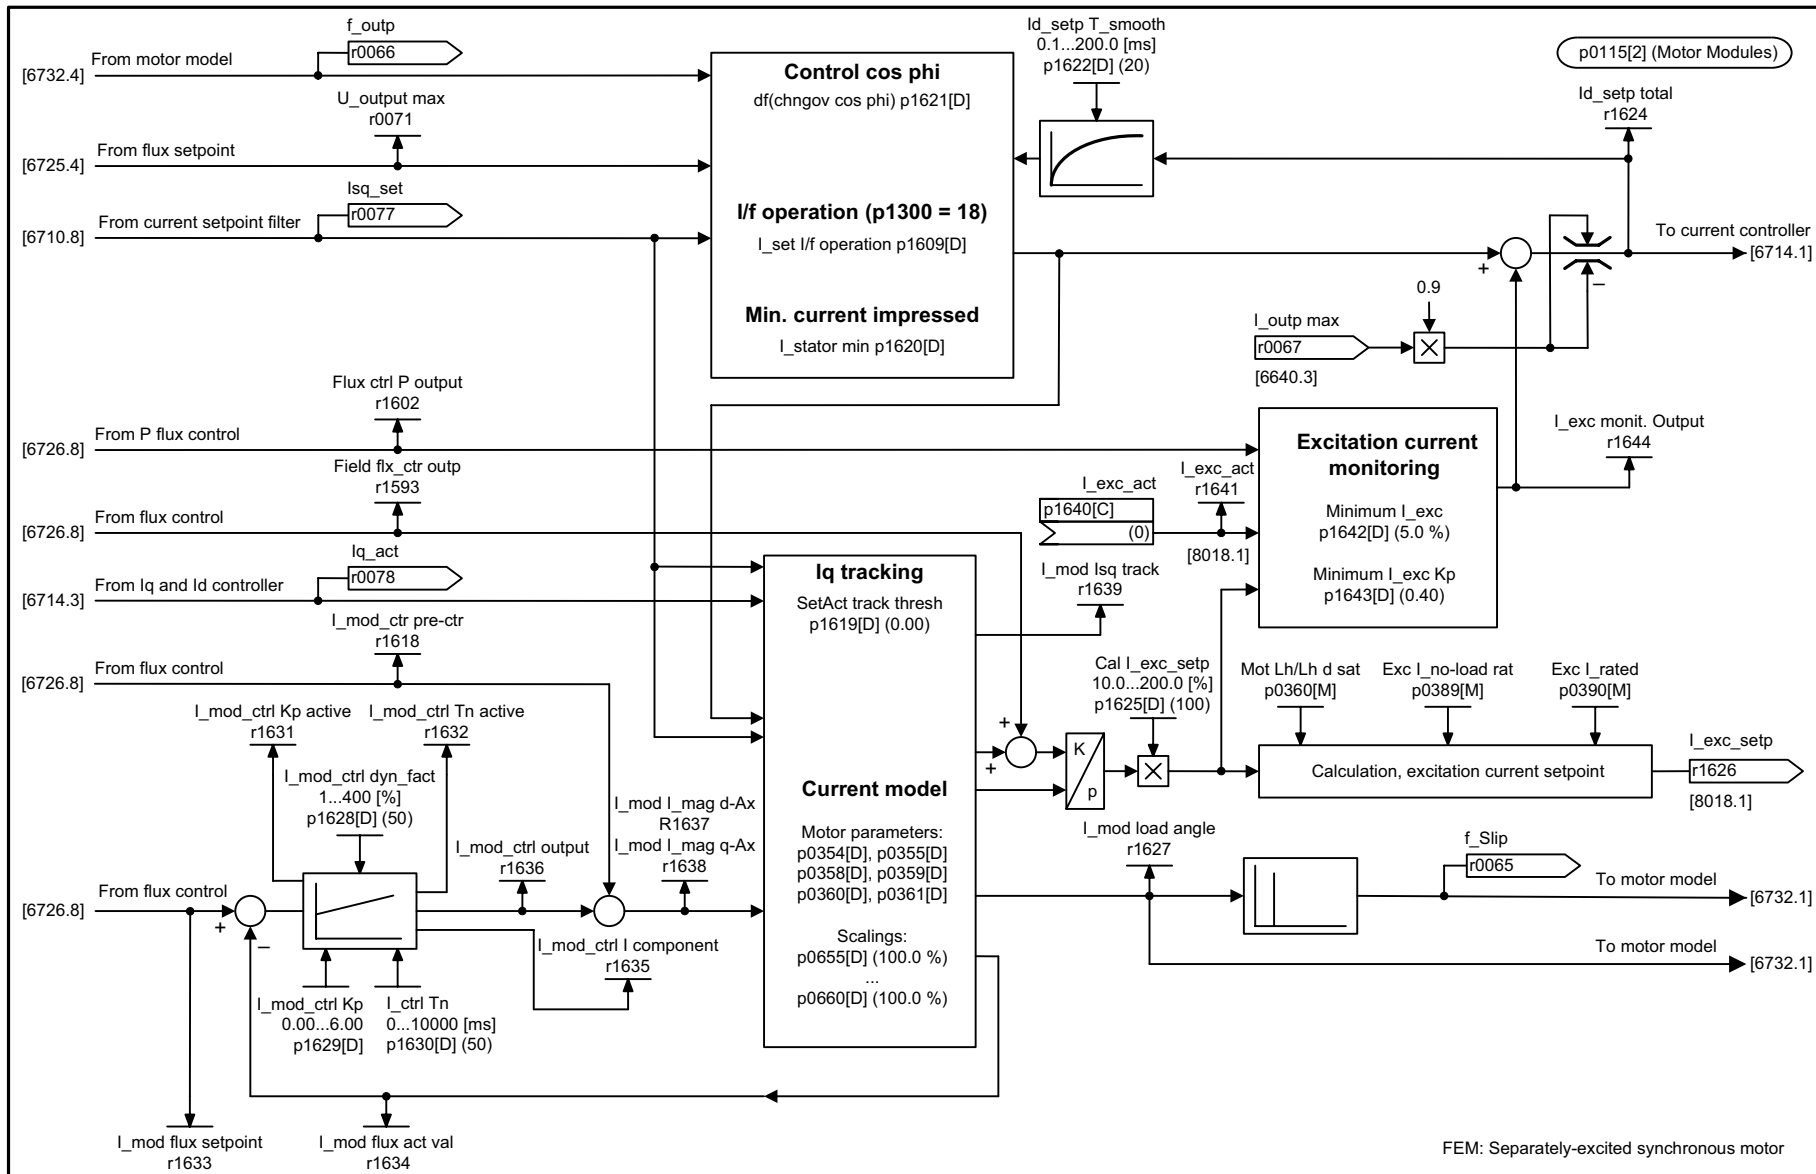 f_outp
r0066
From motor model
[6732.4]
U_output max
r0071
From flux setpoint
[6725.4]
Isq_set
r0077
From current setpoint filter
[6710.8]
Control cos phi
df(chngov cos phi) p1621[D]
I/f operation (p1300 = 18)
I_set I/f operation p1609[D]
Min. current impressed
I_stator min p1620[D]
Id_setp T_smooth
0.1...200.0 [ms]
p1622[D] (20)
p0115[2] (Motor Modules)
Id_setp total
r1624
To current controller
[6714.1]
+
–
0.9
I_outp max
r0067
[6640.3]
×
Flux ctrl P output
r1602
From P flux control
[6726.8]
Field flx_ctr outp
r1593
From flux control
[6726.8]
Iq_act
r0078
From Iq and Id controller
[6714.3]
I_mod_ctr pre-ctr
r1618
From flux control
[6726.8]
I_exc_act
p1640[C]
(0)
I_exc_act
r1641
[8018.1]
Excitation current
monitoring
Minimum I_exc
p1642[D] (5.0 %)
Minimum I_exc Kp
p1643[D] (0.40)
I_exc monit. Output
r1644
Iq tracking
SetAct track thresh
p1619[D] (0.00)
I_mod Isq track
r1639
Current model
Motor parameters:
p0354[D], p0355[D]
p0358[D], p0359[D]
p0360[D], p0361[D]
Scalings:
p0655[D] (100.0 %)
...
p0660[D] (100.0 %)
+
+
K
p
Cal I_exc_setp
10.0...200.0 [%]
p1625[D] (100)
×
Mot Lh/Lh d sat
p0360[M]
Exc I_no-load rat
p0389[M]
Exc I_rated
p0390[M]
Calculation, excitation current setpoint
I_exc_setp
r1626
[8018.1]
I_mod_ctrl Kp active
r1631
I_mod_ctrl Tn active
r1632
I_mod_ctrl dyn_fact
1...400 [%]
p1628[D] (50)
I_mod_ctrl output
r1636
I_mod I_mag d-Ax
R1637
I_mod I_mag q-Ax
r1638
From flux control
[6726.8]
+
–
I_mod_ctrl I component
r1635
I_mod_ctrl Kp
0.00...6.00
p1629[D]
I_ctrl Tn
0...10000 [ms]
p1630[D] (50)
I_mod load angle
r1627
f_Slip
r0065
To motor model
[6732.1]
To motor model
[6732.1]
I_mod flux setpoint
r1633
I_mod flux act val
r1634
FEM: Separately-excited synchronous motor